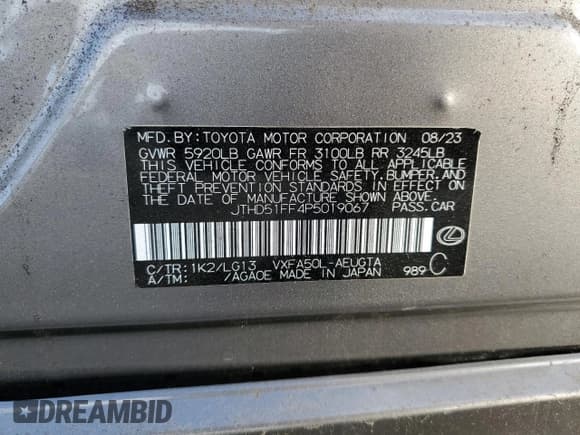 MFD. BY: TOYOTA MOTOR CORPORATION 08/23
GVWR 5920LB GAWR FR 3100LB RR 3245LB
THIS VEHICLE CONFORMS TO ALL APPLICABLE
FEDERAL MOTOR VEHICLE SAFETY, BUMPER, AND
THEFT PREVENTION STANDARDS IN EFFECT ON
THE DATE OF MANUFACTURE SHOWN ABOVE.
JTHD51FF4P5019067 PASS. CAR
C/TR: 1K2/LG13 VXFA50L-AEUGTA
A/TM: -/AGA0E MADE IN JAPAN 989 C
DREAMBID